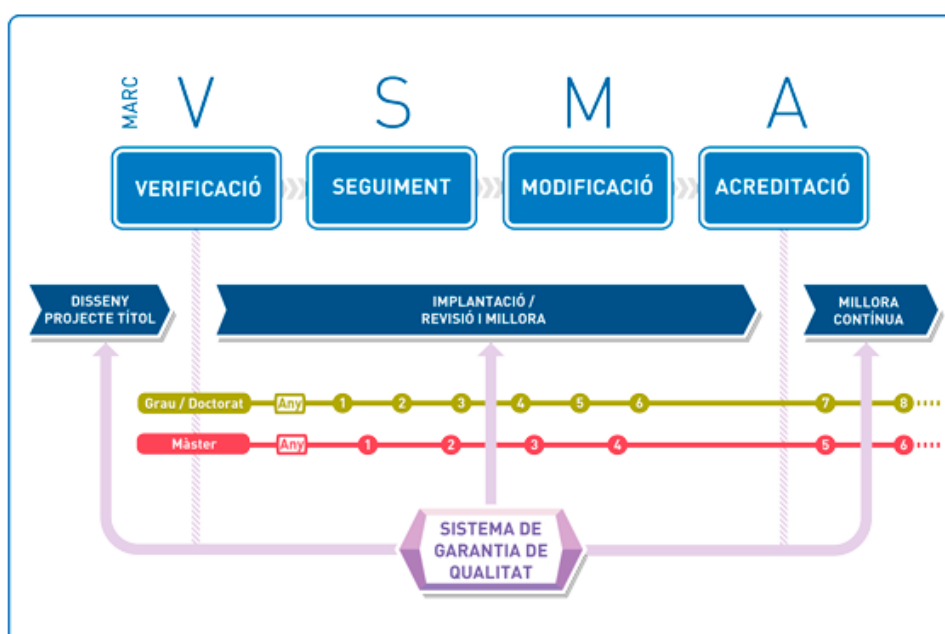 MARC
V S M A
VERIFICACIÓ SEGUIMENT MODIFICACIÓ ACREDITACIÓ
DISSENY
PROJECTE TÍTOL
IMPLANTACIÓ /
REVISIÓ I MILLORA
MILLORA
CONTÍNUA
Grau / Doctorat Any 1 2 3 4 5 6 7 8
Màster Any 1 2 3 4 5 6
SISTEMA DE
GARANTIA DE
QUALITAT